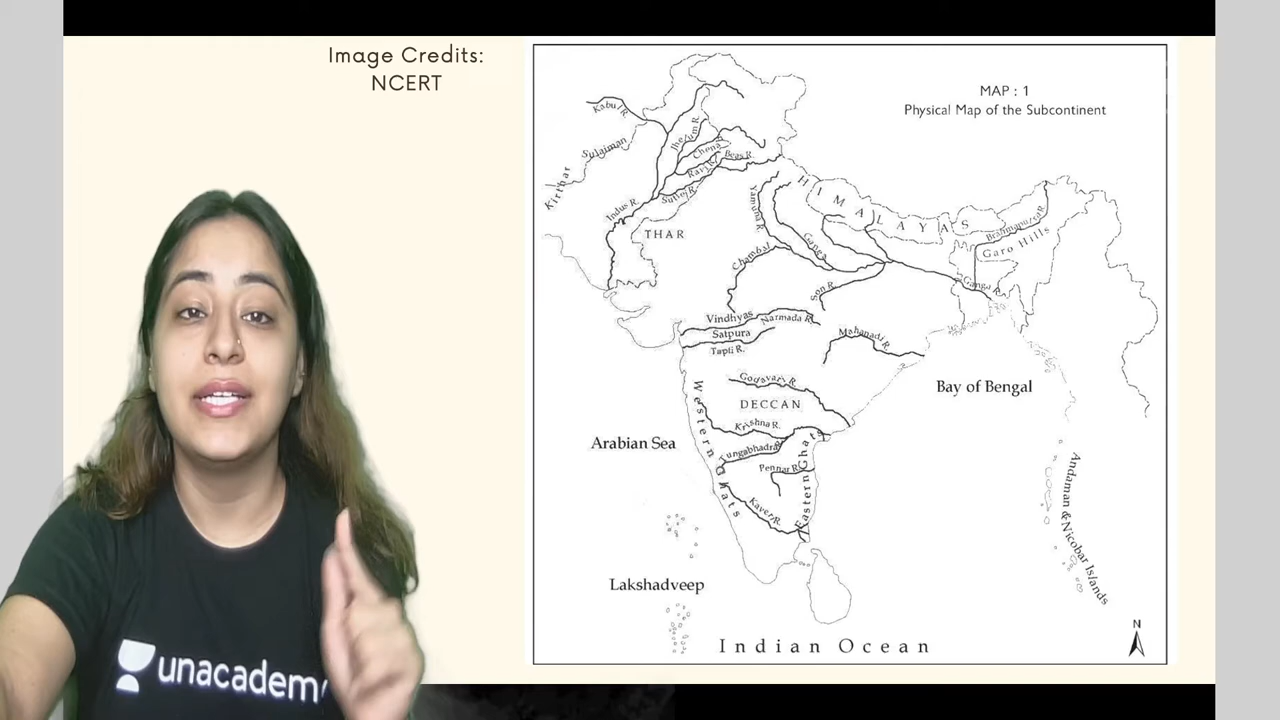 Image Credits:
NCERT
MAP : 1
Physical Map of the Subcontinent
Kabul R.
Sulaiman
Kirthar
Jhelum R.
Chenab
Beas R.
Ravi R.
Sutlej R.
Indus R.
THAR
HIMALAYAS
Yamuna R.
Ganga
Chambal
Son R.
Brahmaputra R.
Garo Hills
Ganga R.
Vindhyas
Narmada R.
Satpura
Tapti R.
Mahanadi R.
Godavari R.
DECCAN
Krishna R.
Tungabhadra R.
Pennar R.
Kaveri R.
Western Ghats
Eastern Ghats
Arabian Sea
Bay of Bengal
Andaman & Nicobar Islands
Lakshadweep
Indian Ocean
N
unacadem